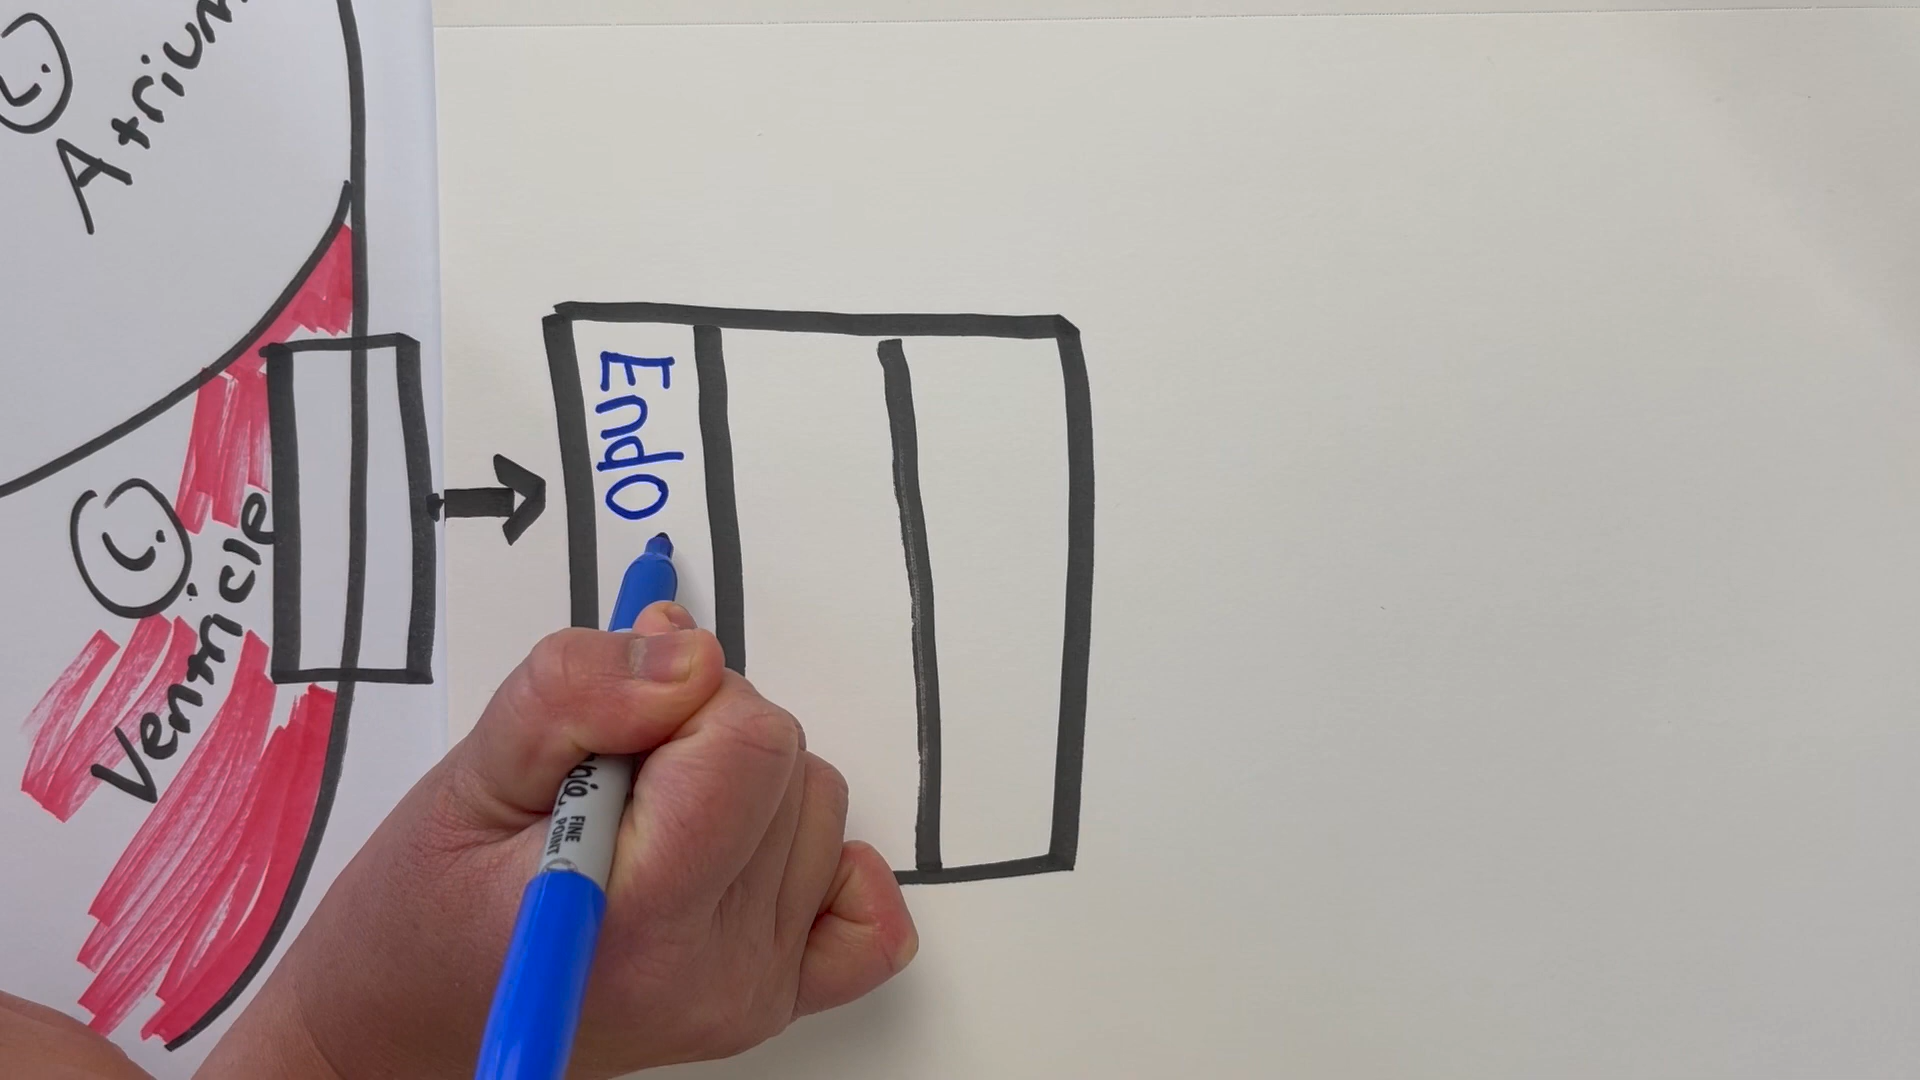 L.
Atrium
L.
Ventricle
Endo
FINE
POINT